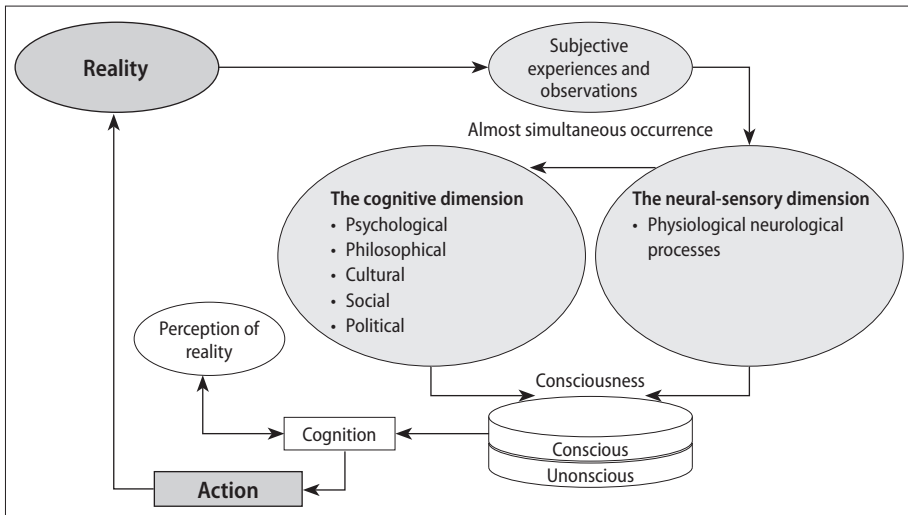 Reality
Subjective
experiences and
observations
Almost simultaneous occurrence
The cognitive dimension
• Psychological
• Philosophical
• Cultural
• Social
• Political
The neural-sensory dimension
• Physiological neurological
processes
Perception of
reality
Consciousness
Cognition
Conscious
Unonscious
Action